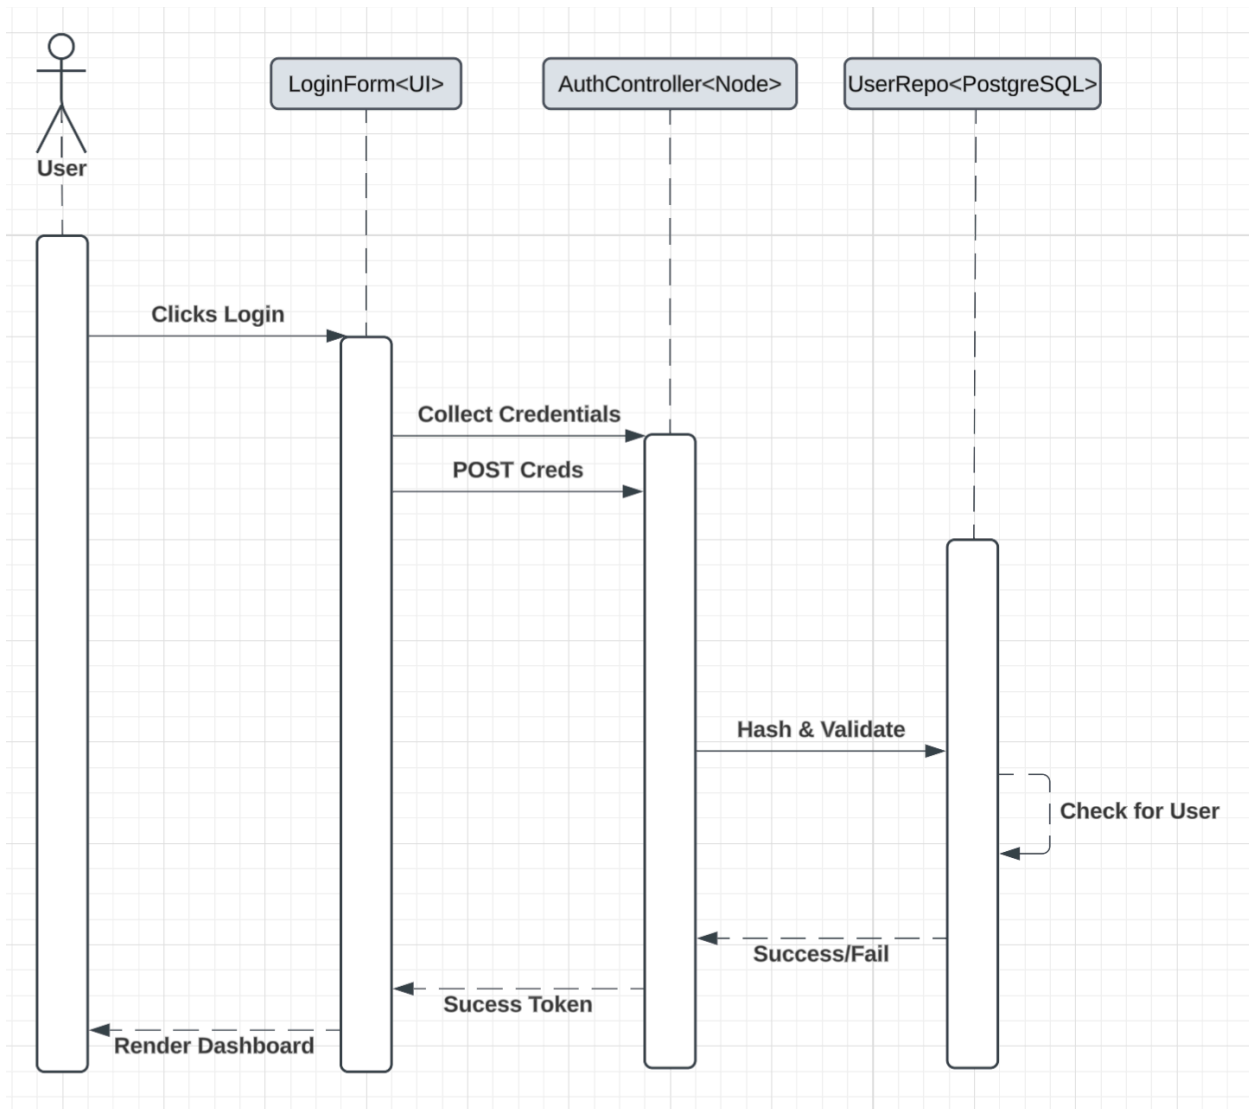 LoginForm<UI>
AuthController<Node>
UserRepo<PostgreSQL>
User
Clicks Login
Collect Credentials
POST Creds
Hash & Validate
Check for User
Success/Fail
Sucess Token
Render Dashboard